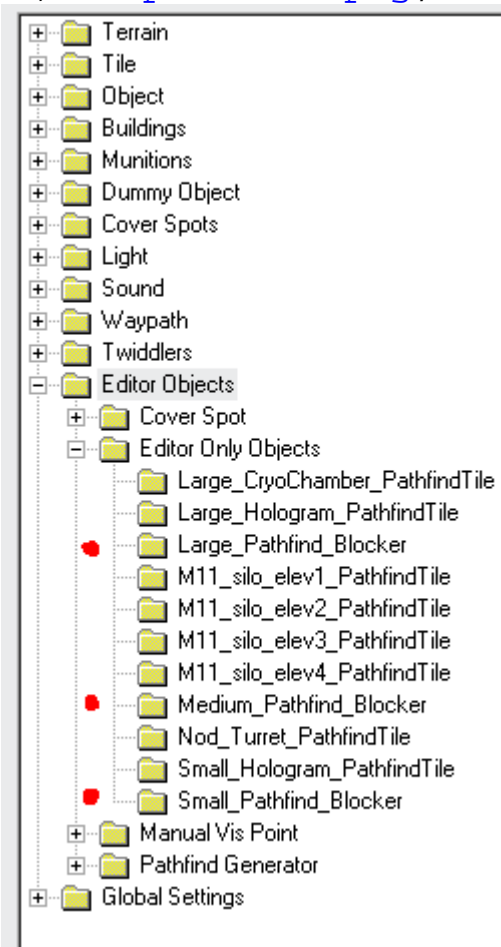 Terrain
Tile
Object
Buildings
Munitions
Dummy Object
Cover Spots
Light
Sound
Waypath
Twiddlers
Editor Objects
Cover Spot
Editor Only Objects
Large_CryoChamber_PathfindTile
Large_Hologram_PathfindTile
Large_Pathfind_Blocker
M11_silo_elev1_PathfindTile
M11_silo_elev2_PathfindTile
M11_silo_elev3_PathfindTile
M11_silo_elev4_PathfindTile
Medium_Pathfind_Blocker
Nod_Turret_PathfindTile
Small_Hologram_PathfindTile
Small_Pathfind_Blocker
Manual Vis Point
Pathfind Generator
Global Settings